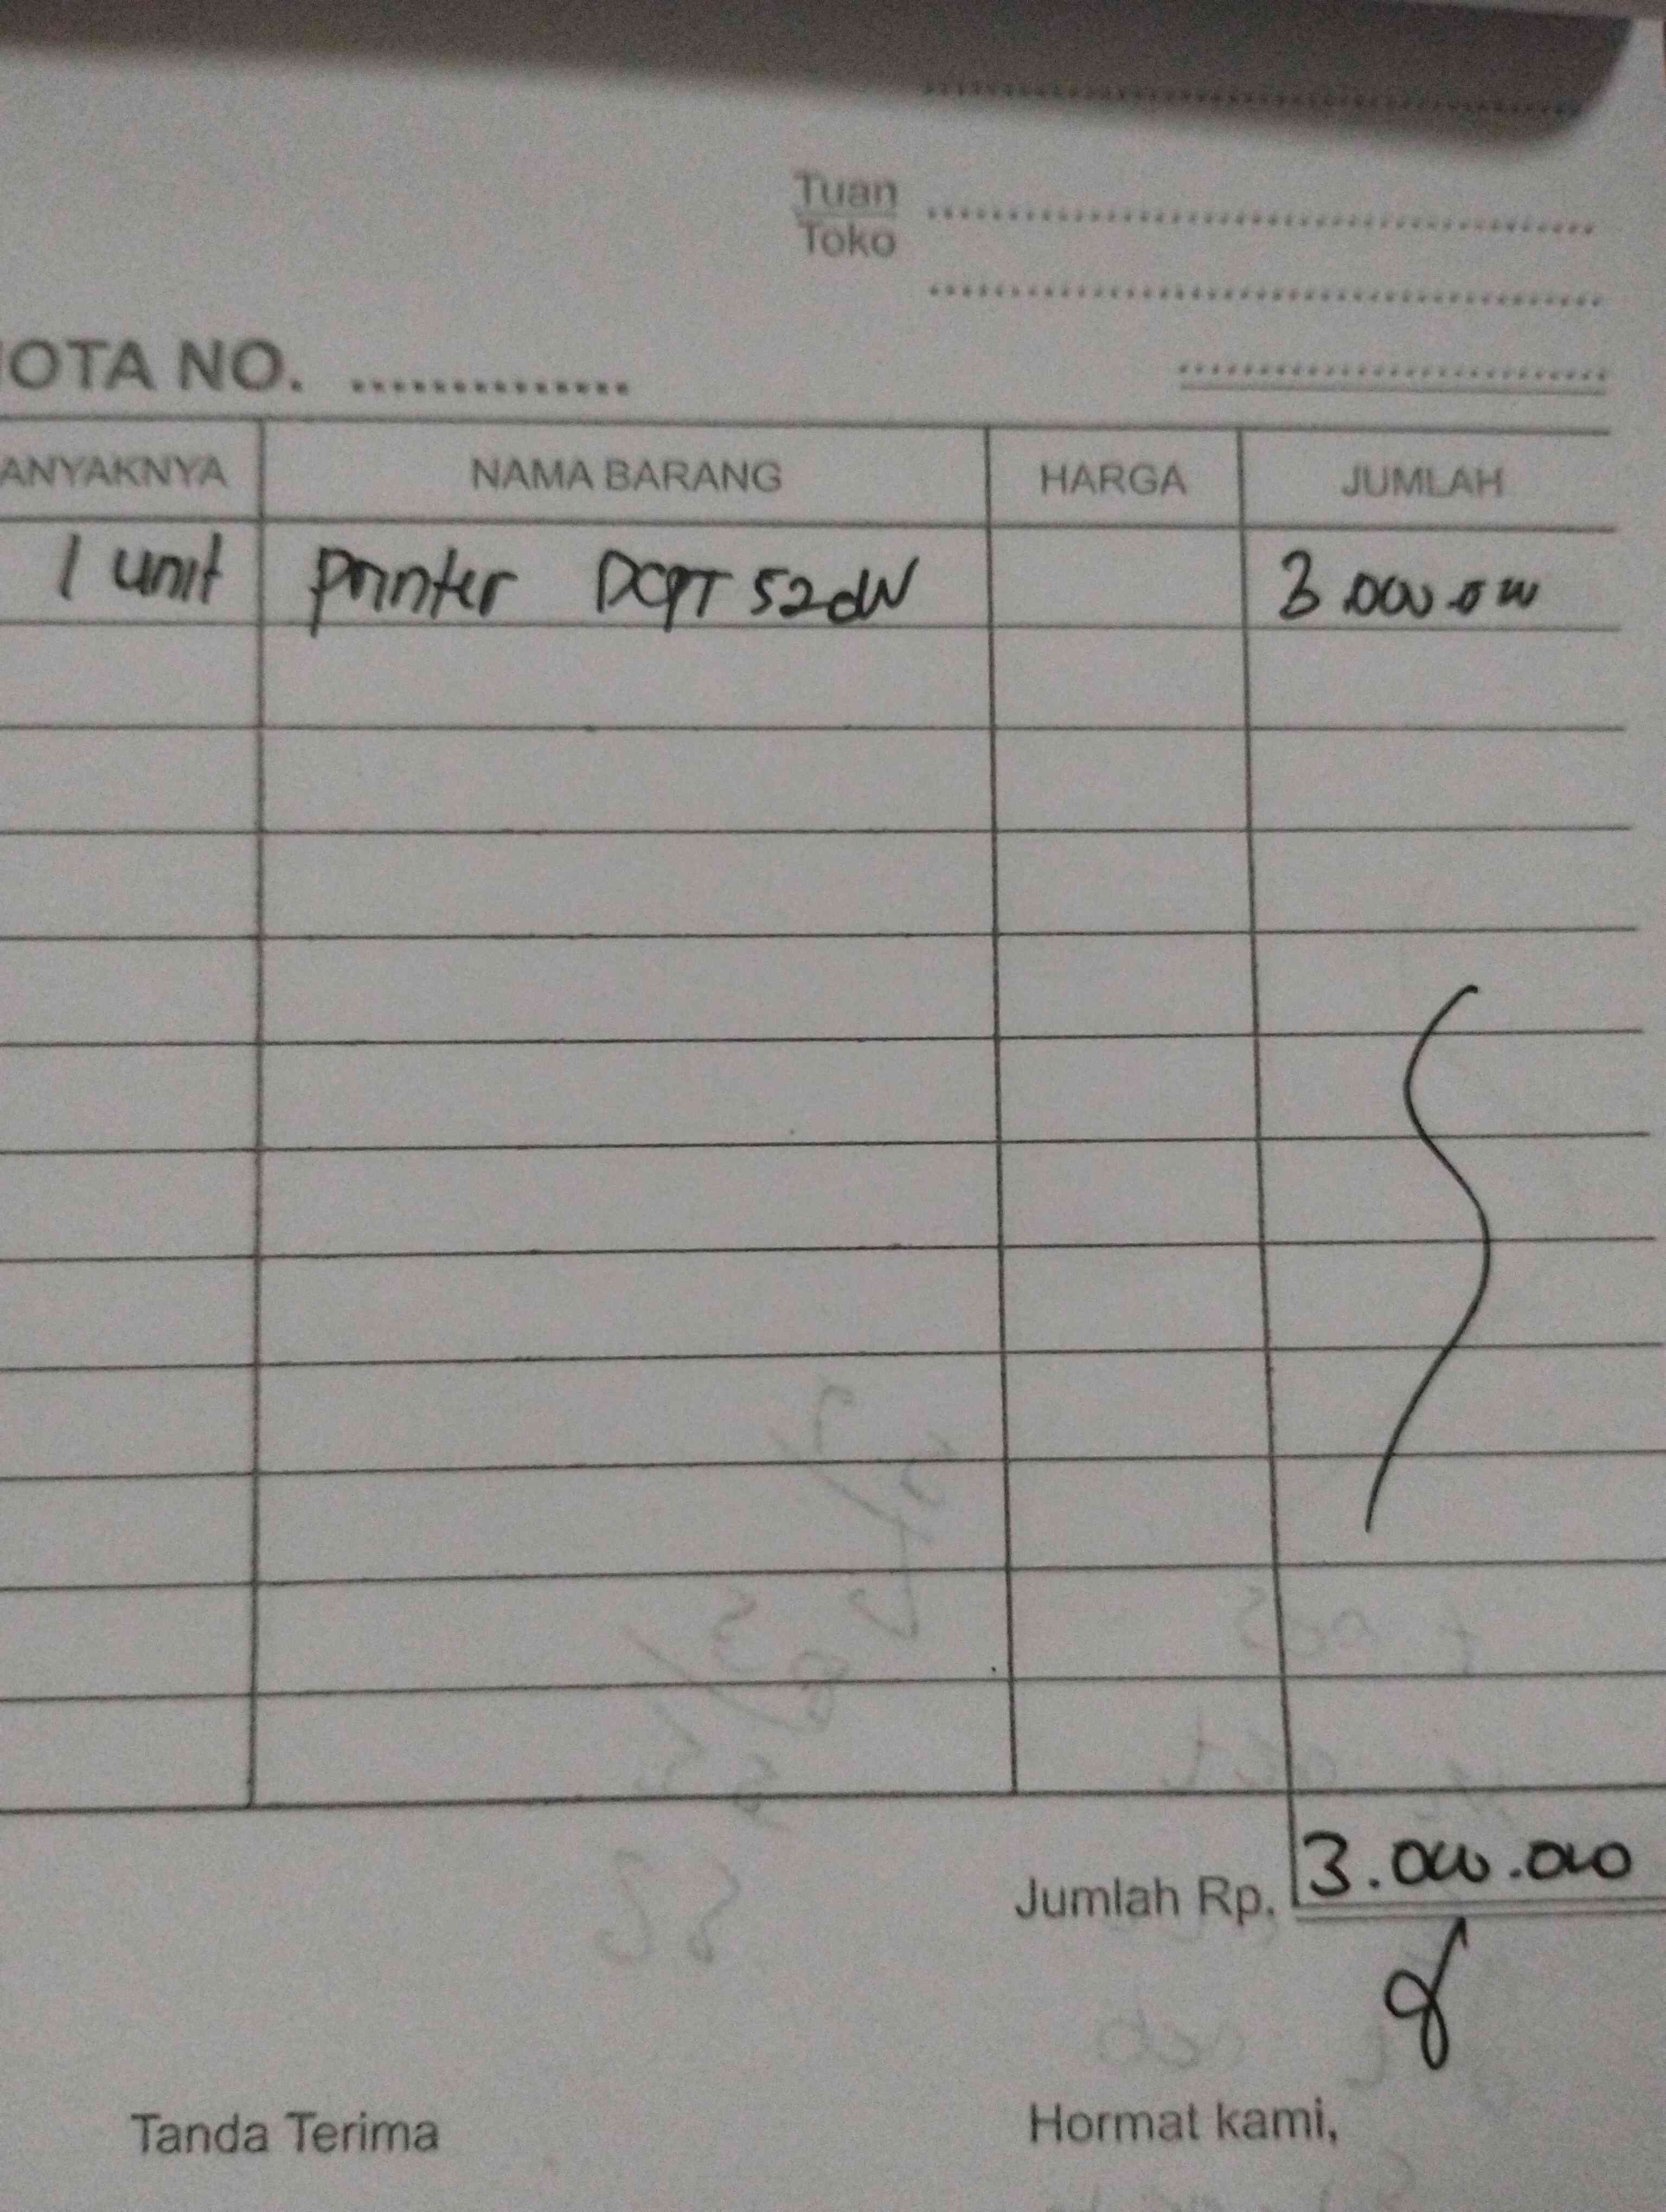 Tuan
Toko
OTA NO.
ANYAKNYA NAMA BARANG HARGA JUMLAH
1 unit printer DCPT 520W 3.000.000
Jumlah Rp. 3.000.000
Tanda Terima Hormat kami,